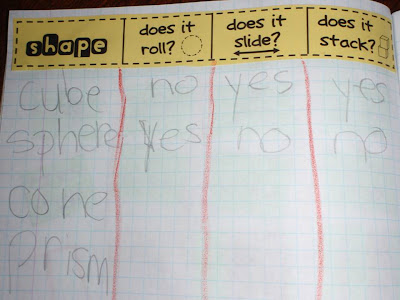 shape does it roll? does it slide? does it stack?
cube no yes yes
sphere yes no no
cone
prism